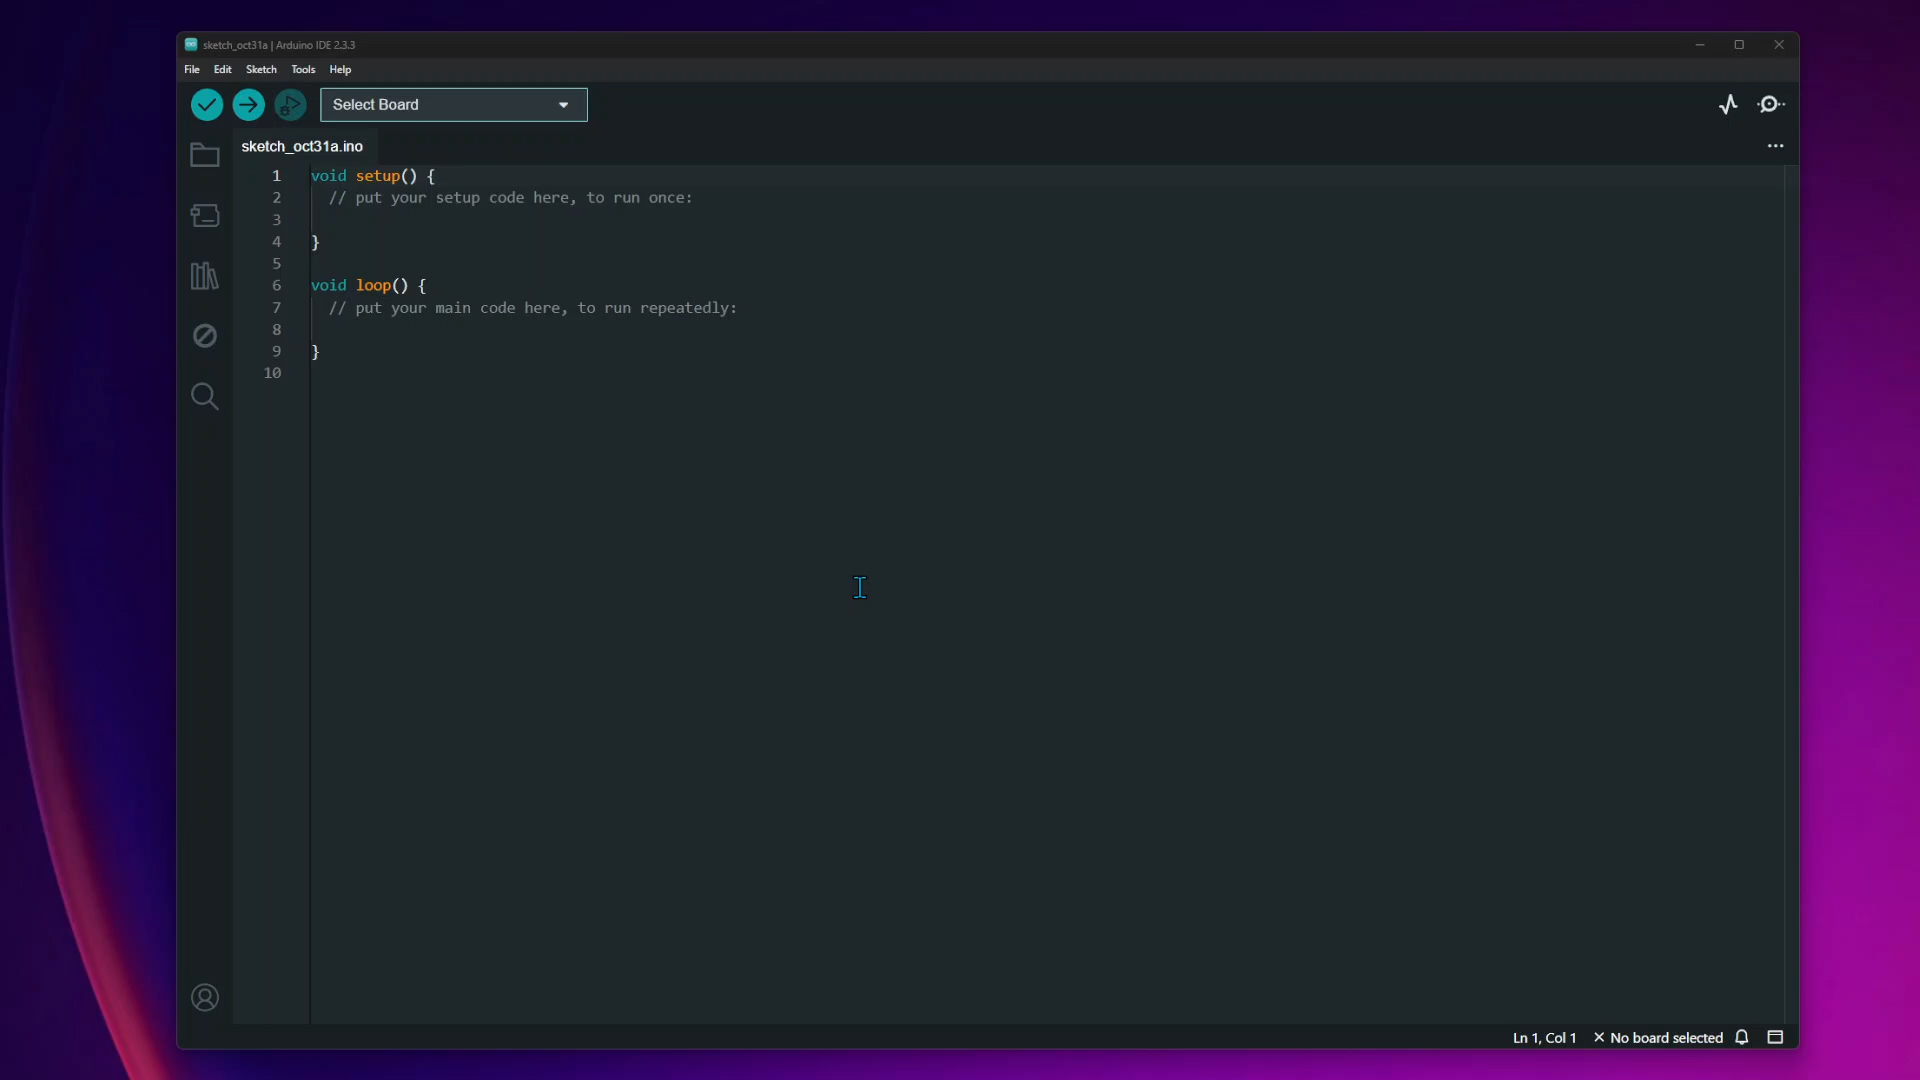 sketch_oct31a | Arduino IDE 2.3.3
File Edit Sketch Tools Help
Select Board
sketch_oct31a.ino
1 void setup() {
2 // put your setup code here, to run once:
3
4 }
5
6 void loop() {
7 // put your main code here, to run repeatedly:
8
9 }
10
Ln 1, Col 1 × No board selected